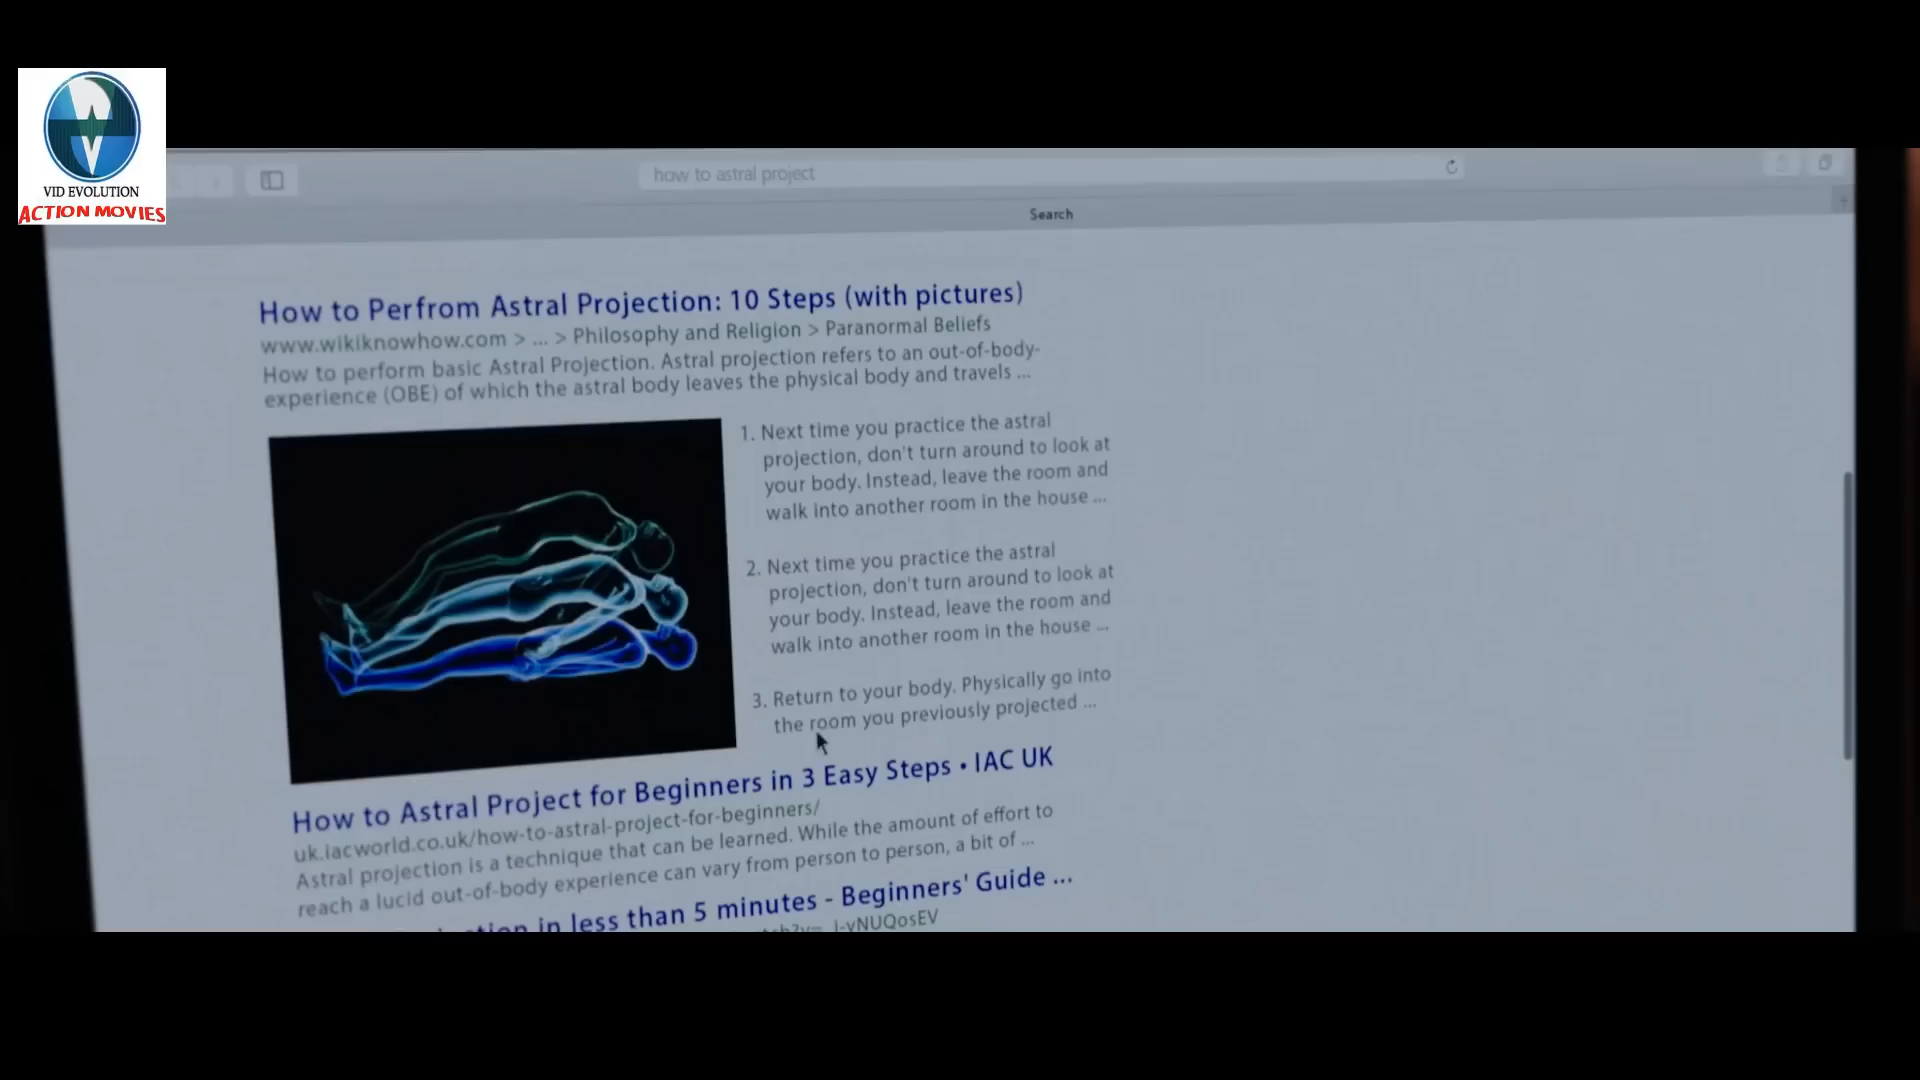 VID EVOLUTION
ACTION MOVIES
how to astral project
Search
How to Perfrom Astral Projection: 10 Steps (with pictures)
www.wikiknowhow.com > ... > Philosophy and Religion > Paranormal Beliefs
How to perform basic Astral Projection. Astral projection refers to an out-of-body-
experience (OBE) of which the astral body leaves the physical body and travels ...
1. Next time you practice the astral
projection, don't turn around to look at
your body. Instead, leave the room and
walk into another room in the house ...
2. Next time you practice the astral
projection, don't turn around to look at
your body. Instead, leave the room and
walk into another room in the house ...
3. Return to your body. Physically go into
the room you previously projected ...
How to Astral Project for Beginners in 3 Easy Steps • IAC UK
uk.iacworld.co.uk/how-to-astral-project-for-beginners/
Astral projection is a technique that can be learned. While the amount of effort to
reach a lucid out-of-body experience can vary from person to person, a bit of ...
in less than 5 minutes - Beginners' Guide ...